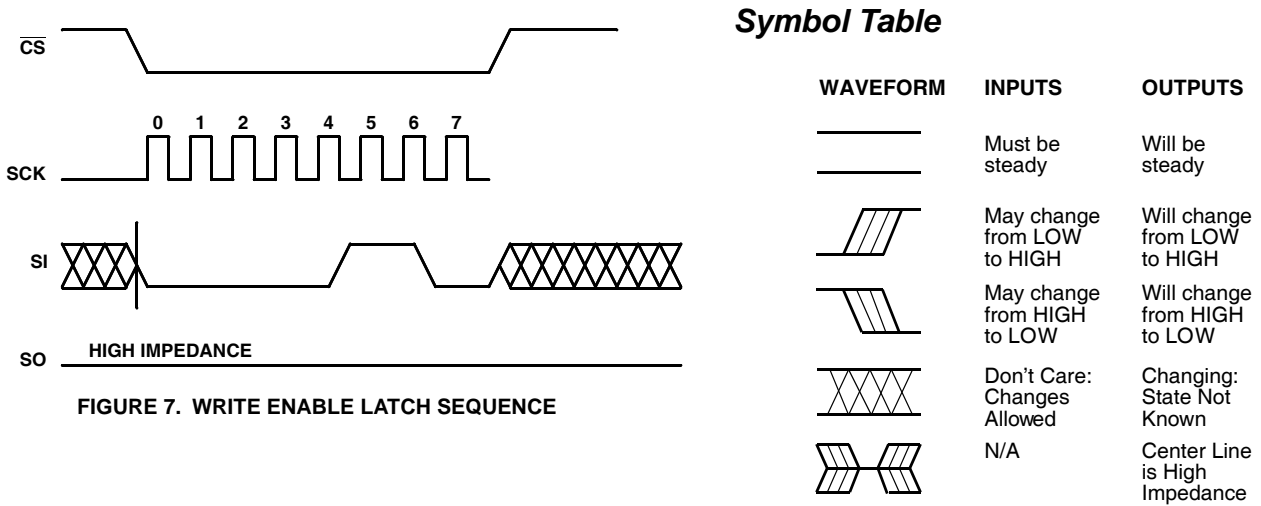 CS
0 1 2 3 4 5 6 7
SCK
SI
HIGH IMPEDANCE
SO
FIGURE 7. WRITE ENABLE LATCH SEQUENCE
Symbol Table
WAVEFORM INPUTS OUTPUTS
Must be
steady
Will be
steady
May change
from LOW
to HIGH
Will change
from LOW
to HIGH
May change
from HIGH
to LOW
Will change
from HIGH
to LOW
Don't Care:
Changes
Allowed
Changing:
State Not
Known
N/A
Center Line
is High
Impedance